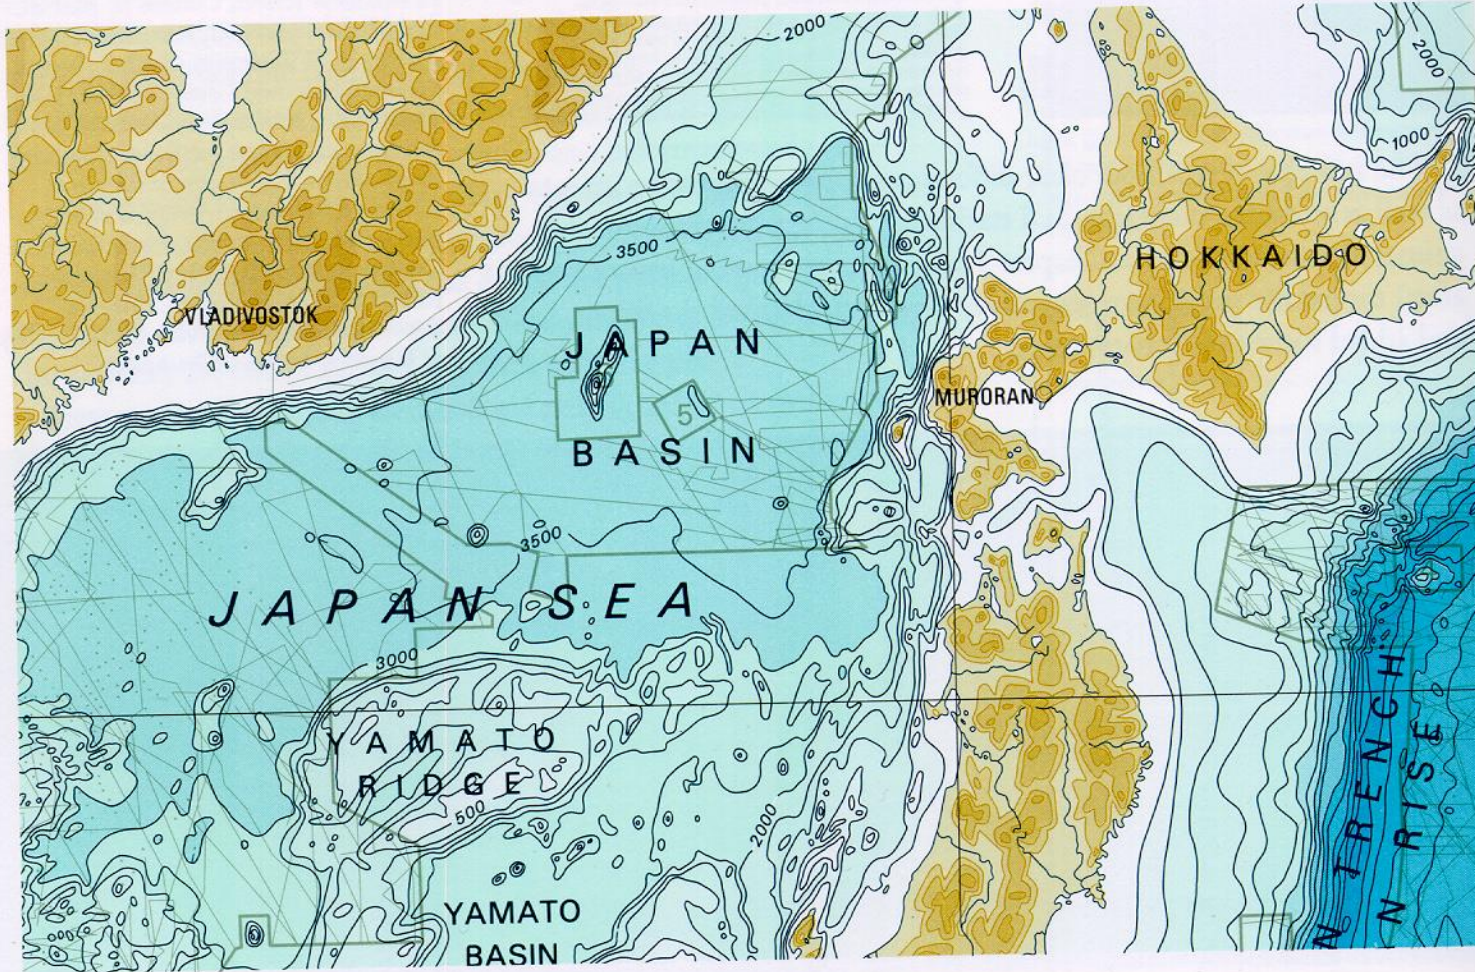 2000
2000
1000
3500
HOKKAIDO
VLADIVOSTOK
JAPAN
BASIN
5
MURORAN
3500
JAPAN SEA
3000
YAMATO
RIDGE
500
2000
YAMATO
BASIN
N TRENCH
N RISE